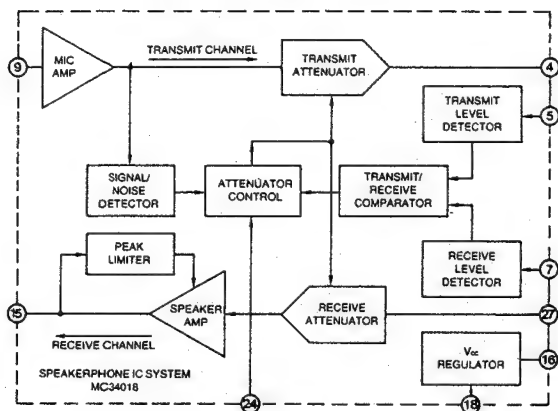 TRANSMIT CHANNEL
MIC
AMP
TRANSMIT
ATTENUATOR
9
4
TRANSMIT
LEVEL
DETECTOR
5
SIGNAL/
NOISE
DETECTOR
ATTENUATOR
CONTROL
TRANSMIT/
RECEIVE
COMPARATOR
PEAK
LIMITER
RECEIVE
LEVEL
DETECTOR
7
15
SPEAKER
AMP
RECEIVE
ATTENUATOR
27
RECEIVE CHANNEL
Vcc
REGULATOR
16
SPEAKERPHONE IC SYSTEM
MC34018
24
18